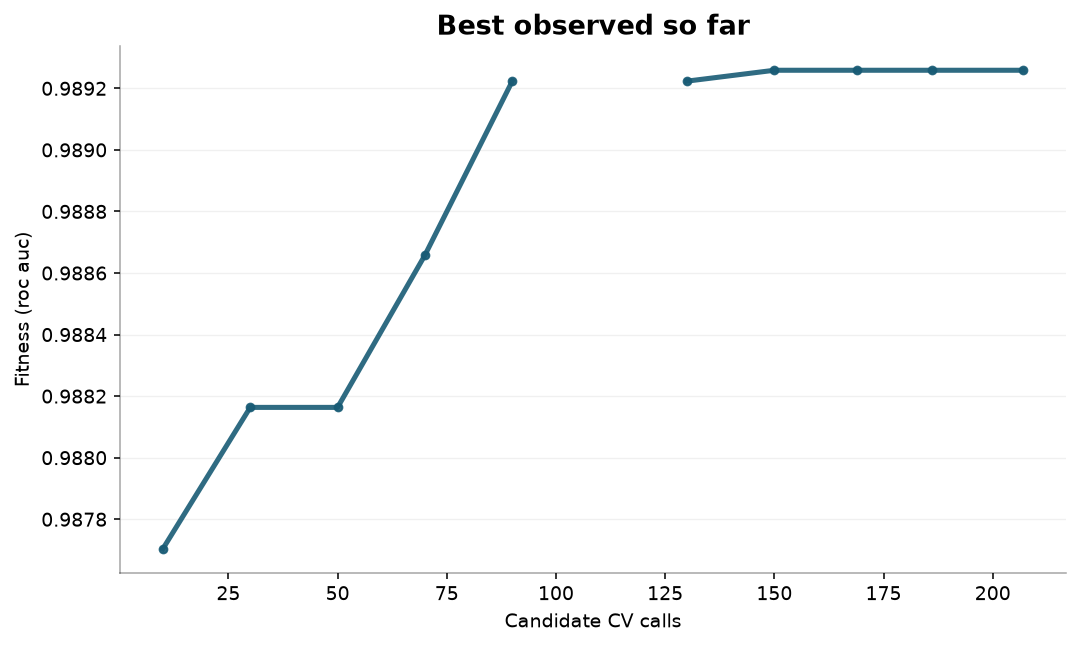 Best observed so far
Fitness (roc auc)
0.9892
0.9890
0.9888
0.9886
0.9884
0.9882
0.9880
0.9878
25 50 75 100 125 150 175 200
Candidate CV calls